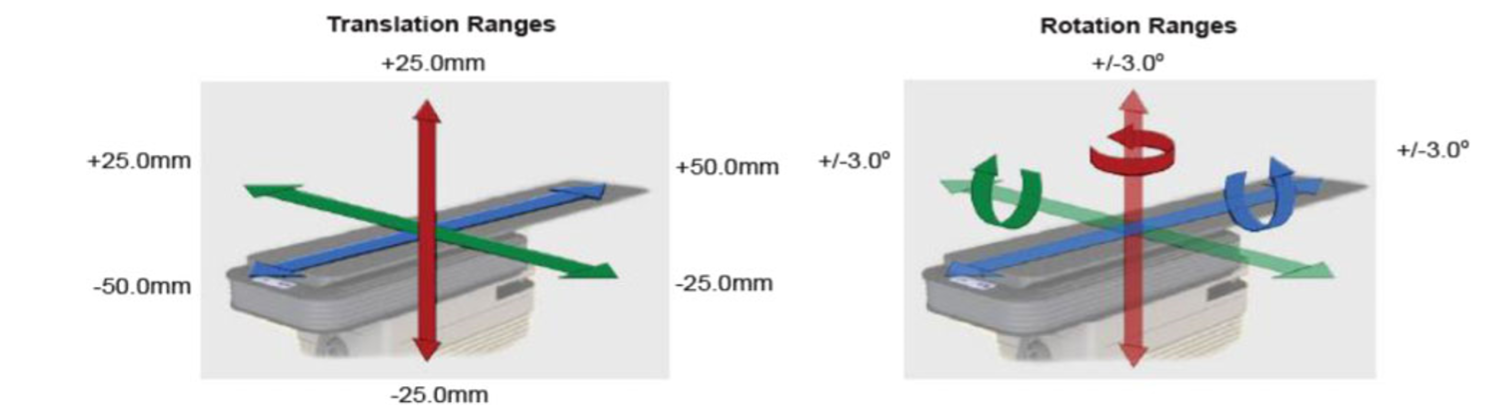 Translation Ranges
+25.0mm
+25.0mm
+50.0mm
-50.0mm
-25.0mm
-25.0mm
Rotation Ranges
+/-3.0º
+/-3.0º
+/-3.0º